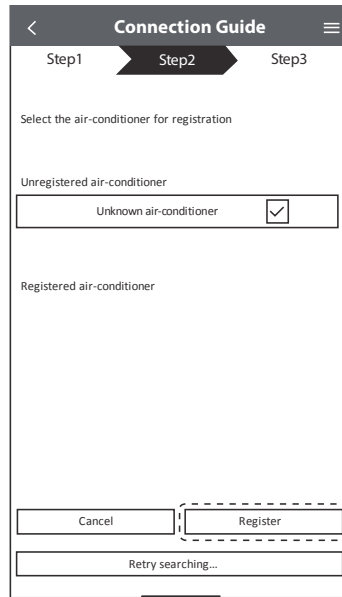 Connection Guide
Step1 Step2 Step3
Select the air-conditioner for registration
Unregistered air-conditioner
Unknown air-conditioner
Registered air-conditioner
Cancel Register
Retry searching...